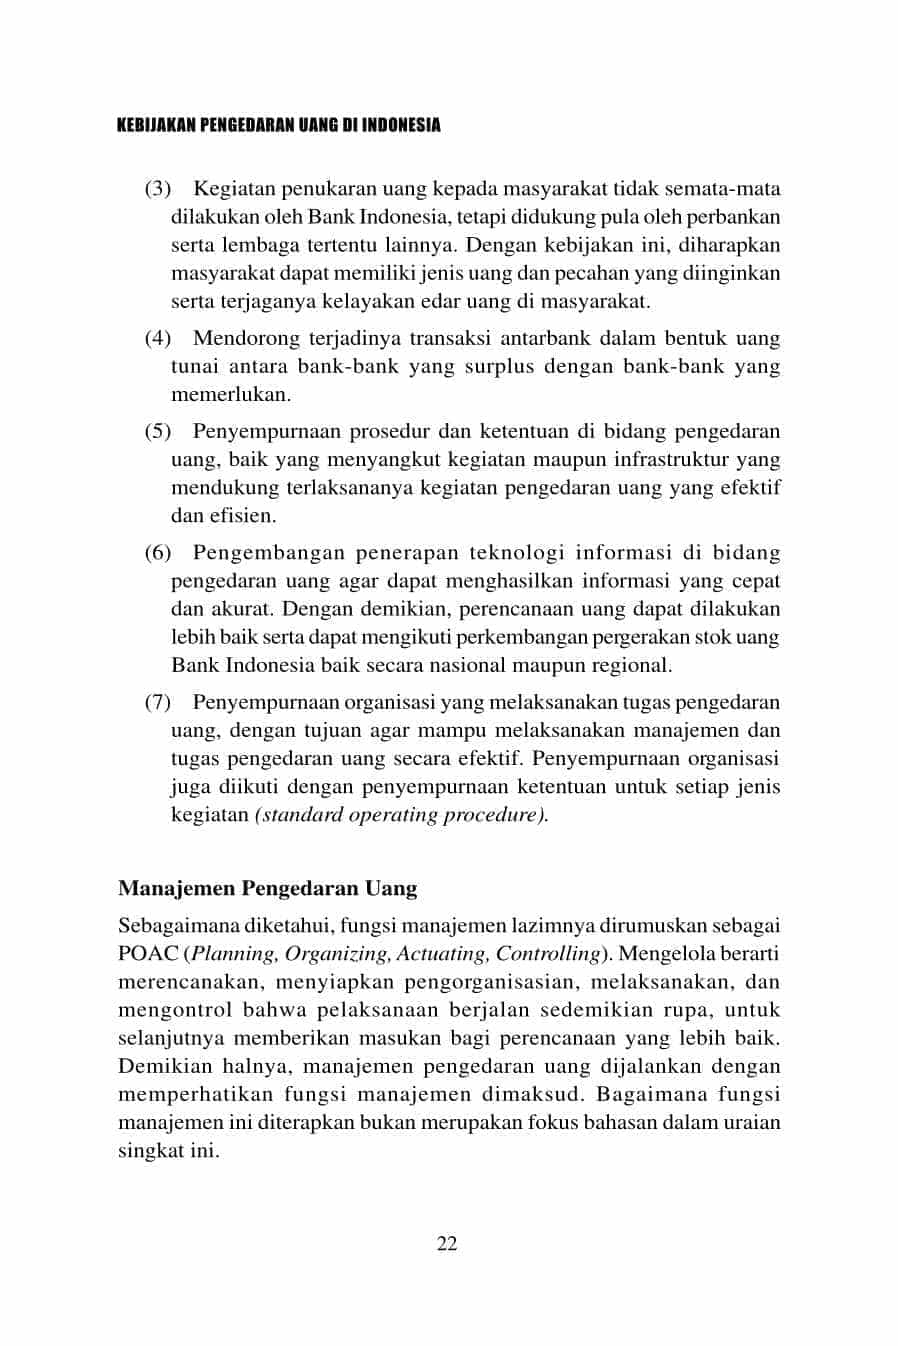 KEBIJAKAN PENGEDARAN UANG DI INDONESIA
(3) Kegiatan penukaran uang kepada masyarakat tidak semata-mata
dilakukan oleh Bank Indonesia, tetapi didukung pula oleh perbankan
serta lembaga tertentu lainnya. Dengan kebijakan ini, diharapkan
masyarakat dapat memiliki jenis uang dan pecahan yang diinginkan
serta terjaganya kelayakan edar uang di masyarakat.
(4) Mendorong terjadinya transaksi antarbank dalam bentuk uang
tunai antara bank-bank yang surplus dengan bank-bank yang
memerlukan.
(5) Penyempurnaan prosedur dan ketentuan di bidang pengedaran
uang, baik yang menyangkut kegiatan maupun infrastruktur yang
mendukung terlaksananya kegiatan pengedaran uang yang efektif
dan efisien.
(6) Pengembangan penerapan teknologi informasi di bidang
pengedaran uang agar dapat menghasilkan informasi yang cepat
dan akurat. Dengan demikian, perencanaan uang dapat dilakukan
lebih baik serta dapat mengikuti perkembangan pergerakan stok uang
Bank Indonesia baik secara nasional maupun regional.
(7) Penyempurnaan organisasi yang melaksanakan tugas pengedaran
uang, dengan tujuan agar mampu melaksanakan manajemen dan
tugas pengedaran uang secara efektif. Penyempurnaan organisasi
juga diikuti dengan penyempurnaan ketentuan untuk setiap jenis
kegiatan (standard operating procedure).
Manajemen Pengedaran Uang
Sebagaimana diketahui, fungsi manajemen lazimnya dirumuskan sebagai
POAC (Planning, Organizing, Actuating, Controlling). Mengelola berarti
merencanakan, menyiapkan pengorganisasian, melaksanakan, dan
mengontrol bahwa pelaksanaan berjalan sedemikian rupa, untuk
selanjutnya memberikan masukan bagi perencanaan yang lebih baik.
Demikian halnya, manajemen pengedaran uang dijalankan dengan
memperhatikan fungsi manajemen dimaksud. Bagaimana fungsi
manajemen ini diterapkan bukan merupakan fokus bahasan dalam uraian
singkat ini.
22